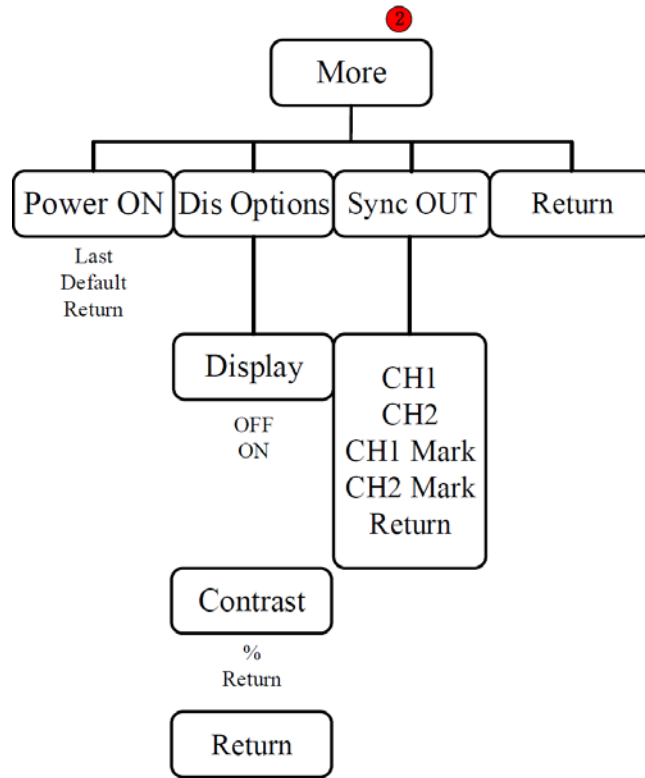 2
More
Power ON
Dis Options
Sync OUT
Return
Last
Default
Return
Display
OFF
ON
CH1
CH2
CH1 Mark
CH2 Mark
Return
Contrast
%
Return
Return